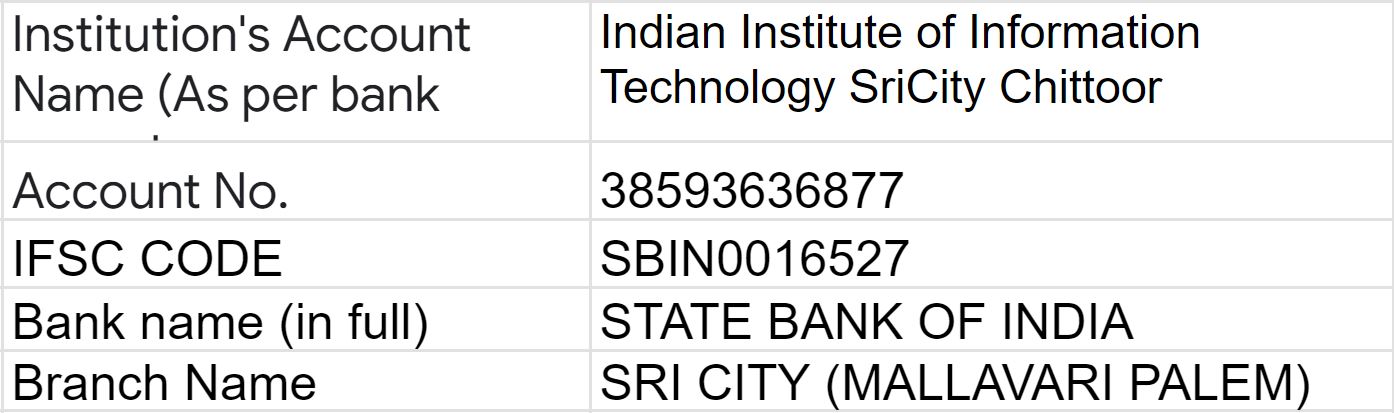 Institution's Account
Name (As per bank
Indian Institute of Information
Technology SriCity Chittoor
Account No.
38593636877
IFSC CODE
SBIN0016527
Bank name (in full)
STATE BANK OF INDIA
Branch Name
SRI CITY (MALLAVARI PALEM)